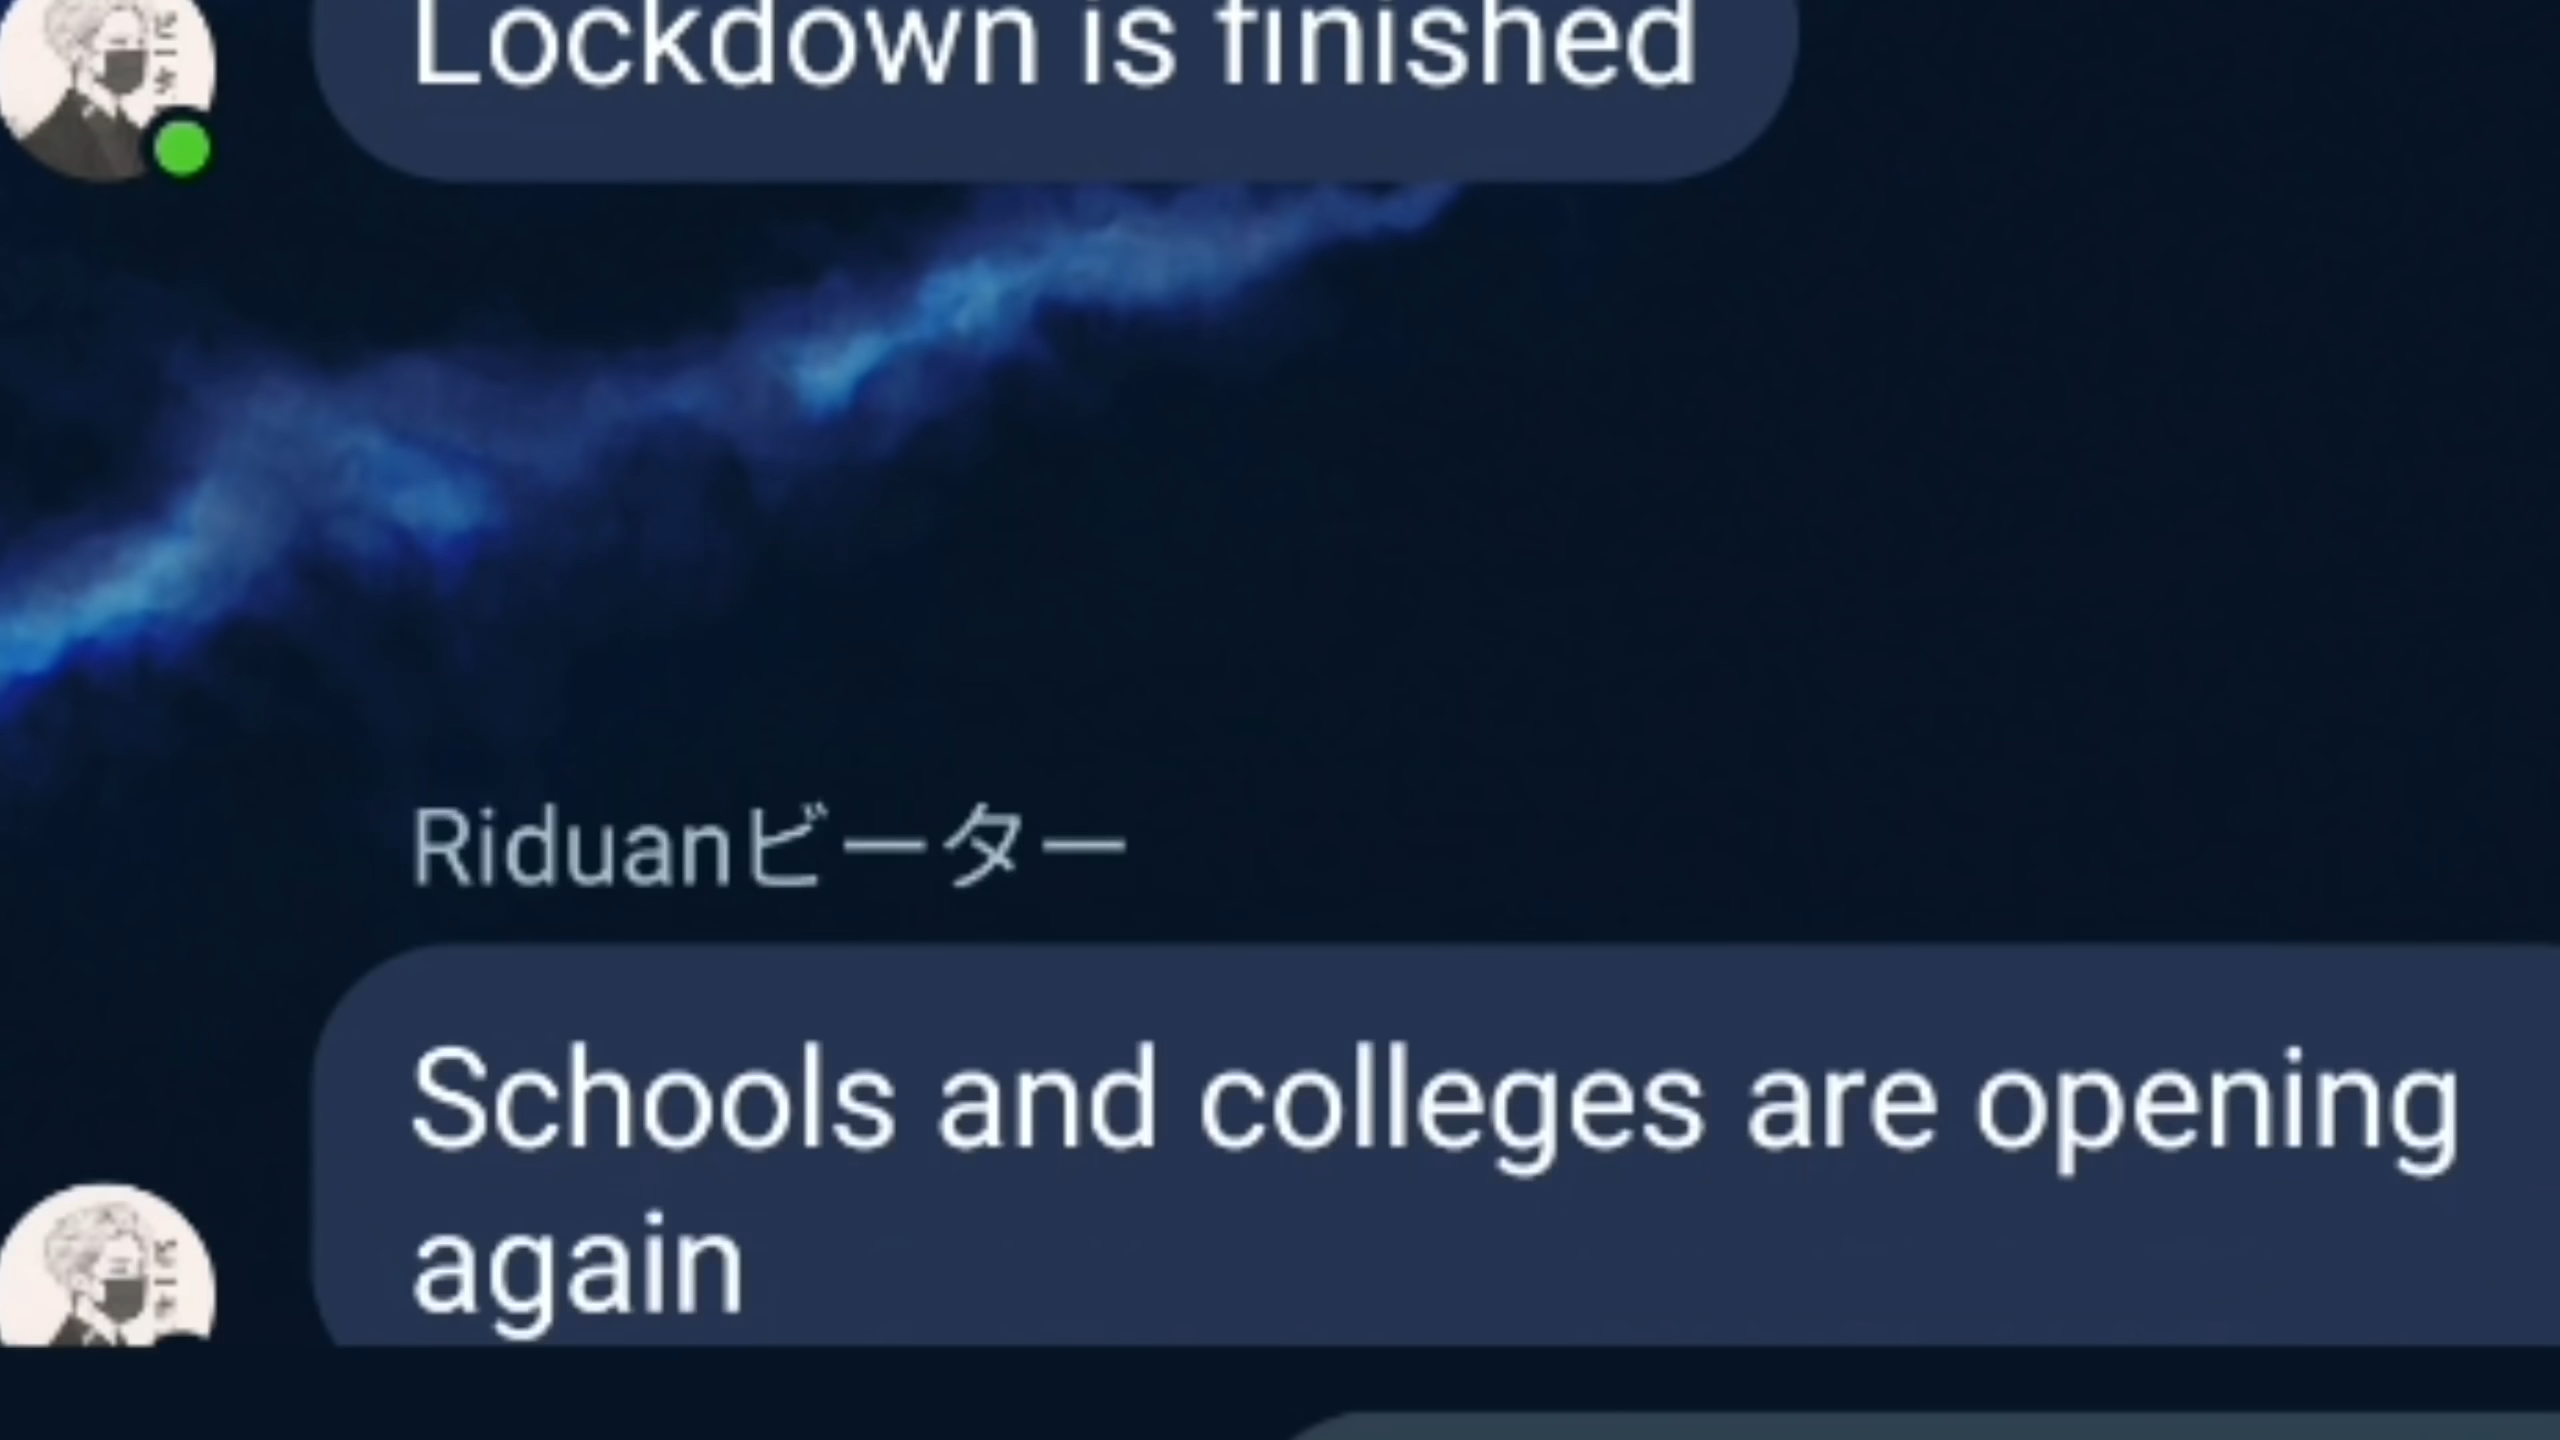 Lockdown is finished
Riduanビーター
Schools and colleges are opening
again